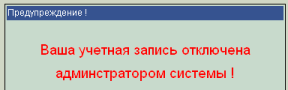 Предупреждение !
Ваша учетная запись отключена
админстратором системы !